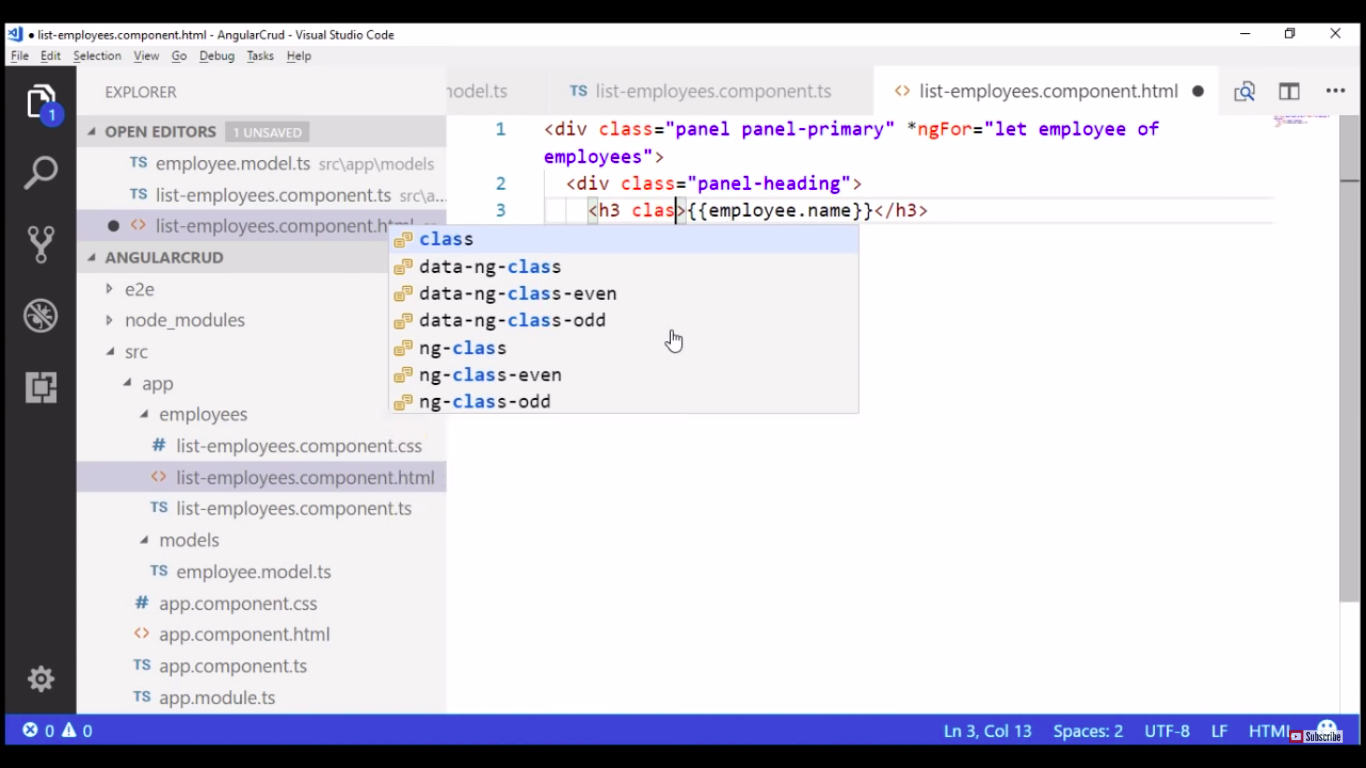 ● list-employees.component.html - AngularCrud - Visual Studio Code
File Edit Selection View Go Debug Tasks Help
EXPLORER
OPEN EDITORS 1 UNSAVED
TS employee.model.ts src\app\models
TS list-employees.component.ts src\a...
● <> list-employees.component.html
ANGULARCRUD
e2e
node_modules
src
app
employees
# list-employees.component.css
<> list-employees.component.html
TS list-employees.component.ts
models
TS employee.model.ts
# app.component.css
<> app.component.html
TS app.component.ts
TS app.module.ts
1
nodel.ts TS list-employees.component.ts <> list-employees.component.html ●
1 <div class="panel panel-primary" *ngFor="let employee of
employees">
2 <div class="panel-heading">
3 <h3 clas>{{employee.name}}</h3>
class
data-ng-class
data-ng-class-even
data-ng-class-odd
ng-class
ng-class-even
ng-class-odd
0 0 Ln 3, Col 13 Spaces: 2 UTF-8 LF HTML
Subscribe